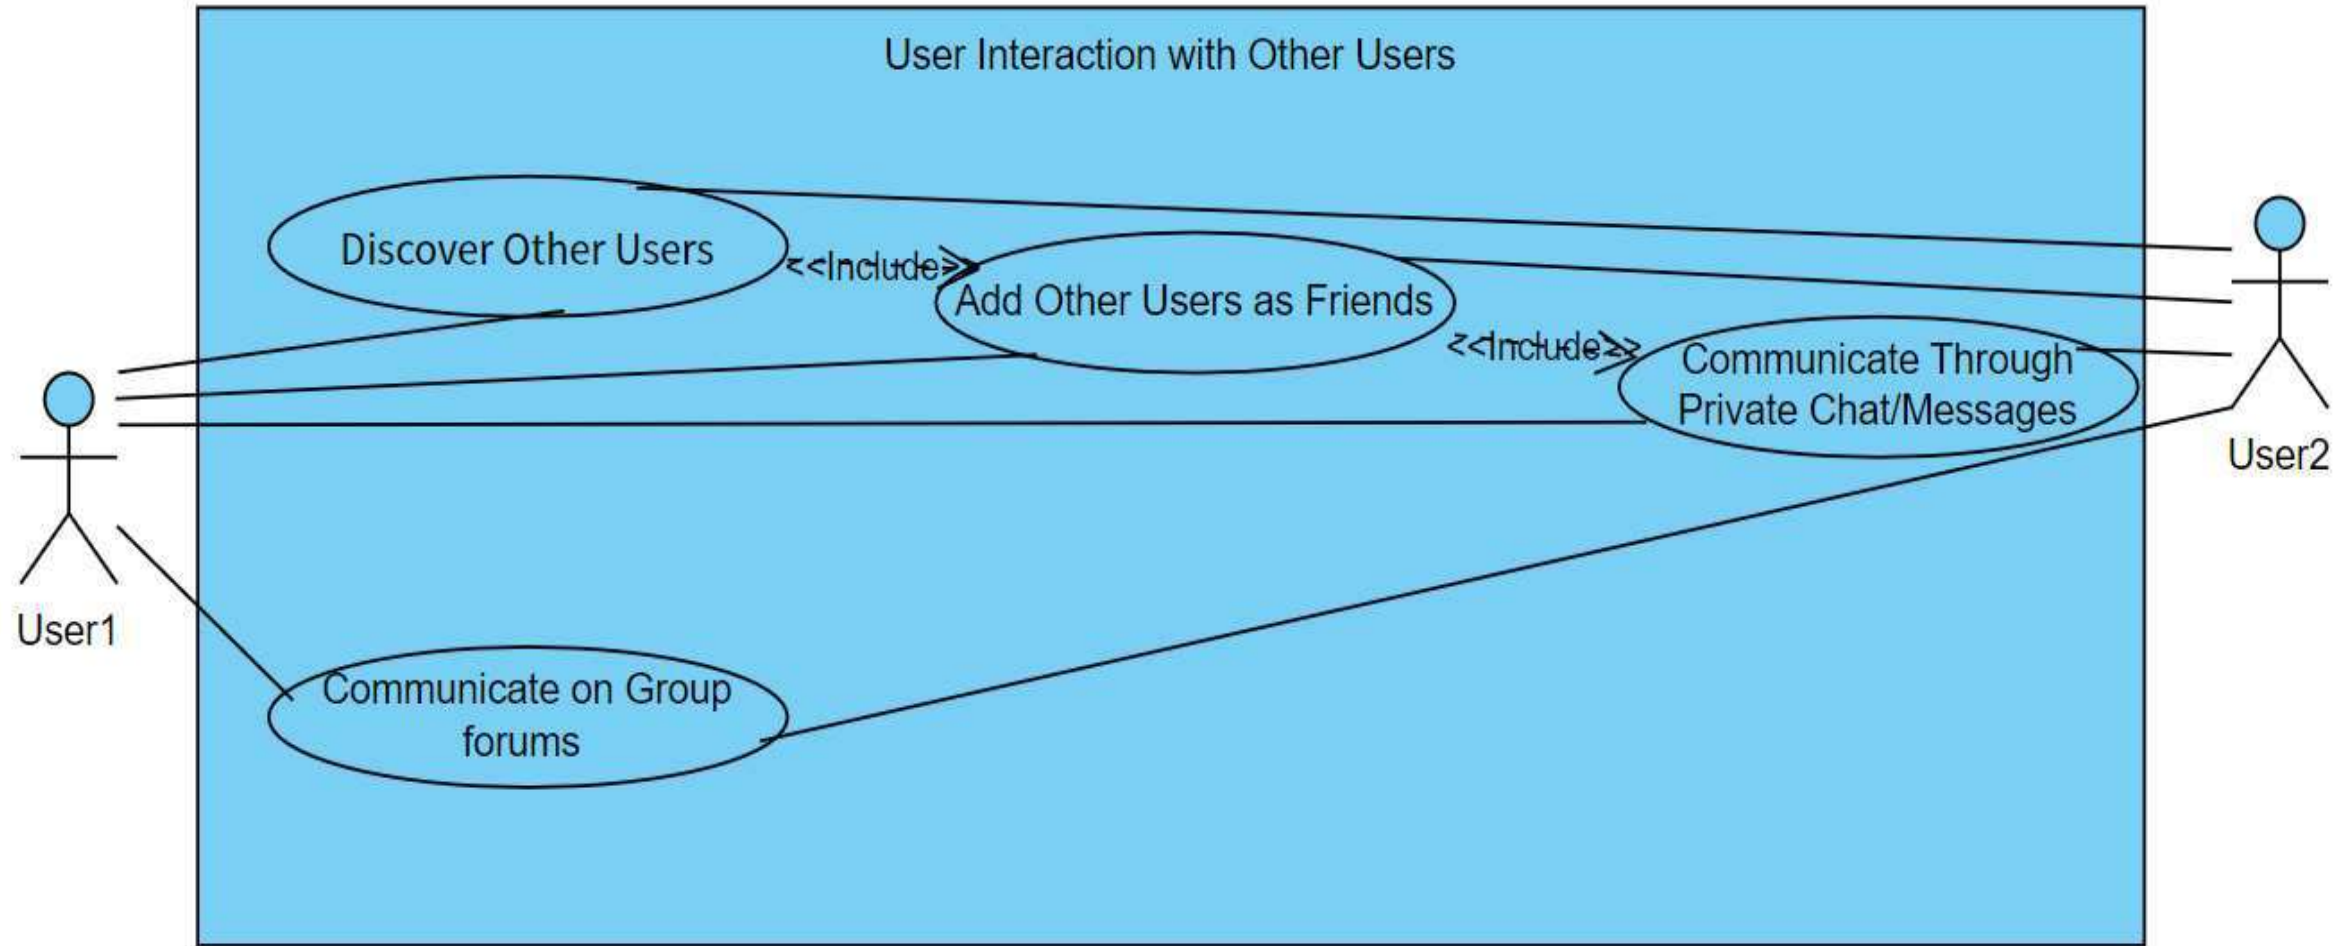 User Interaction with Other Users
Discover Other Users
<<Include>>
Add Other Users as Friends
<<Include>>
Communicate Through
Private Chat/Messages
User2
User1
Communicate on Group
forums